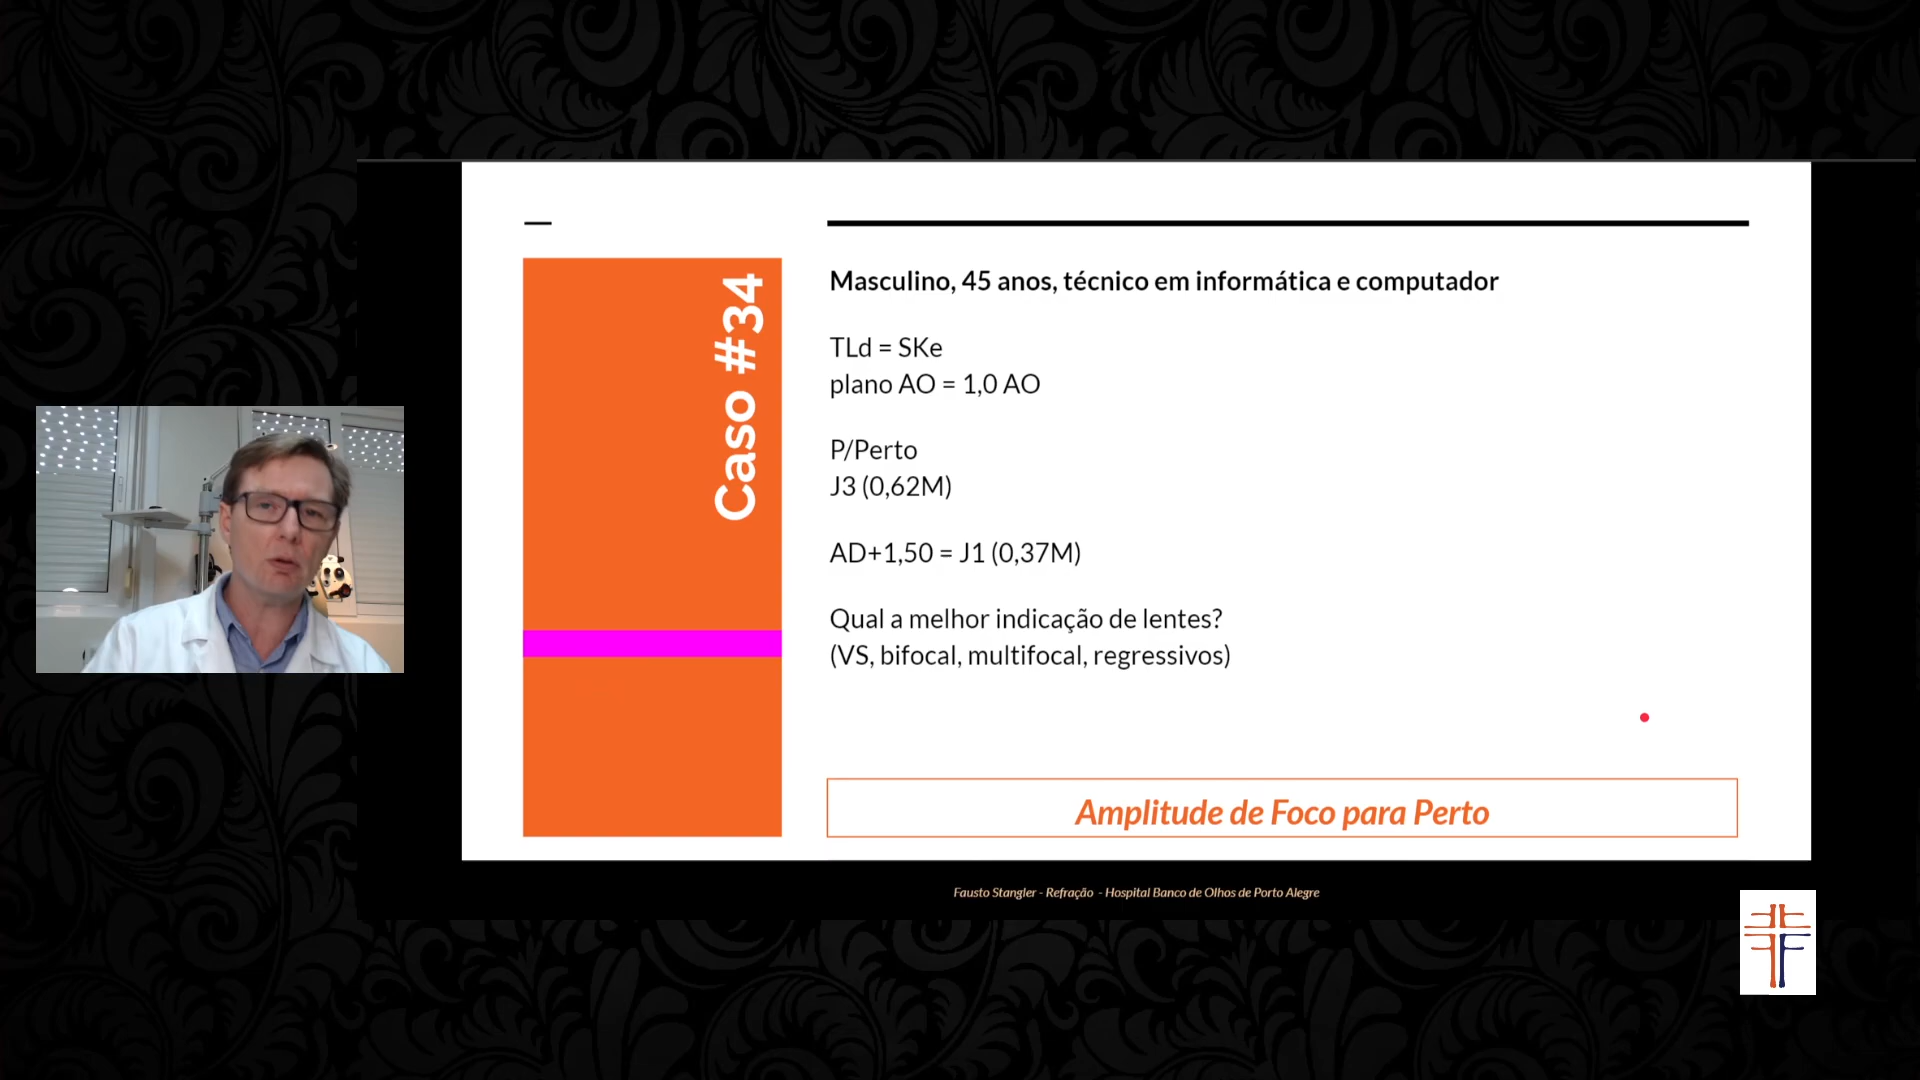 Caso #34
Masculino, 45 anos, técnico em informática e computador
TLd = SKe
plano AO = 1,0 AO
P/Perto
J3 (0,62M)
AD+1,50 = J1 (0,37M)
Qual a melhor indicação de lentes?
(VS, bifocal, multifocal, regressivos)
Amplitude de Foco para Perto
Fausto Stangler - Refração - Hospital Banco de Olhos de Porto Alegre